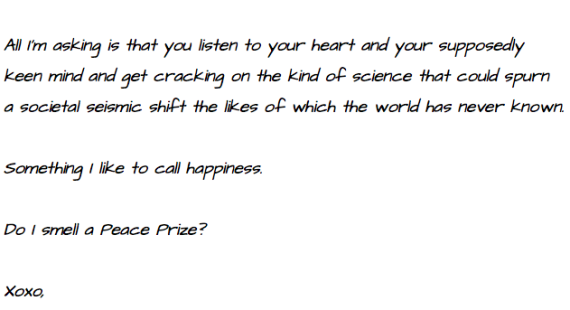 All I'm asking is that you listen to your heart and your supposedly
keen mind and get cracking on the kind of science that could spurn
a societal seismic shift the likes of which the world has never known.
Something I like to call happiness.
Do I smell a Peace Prize?
Xoxo,